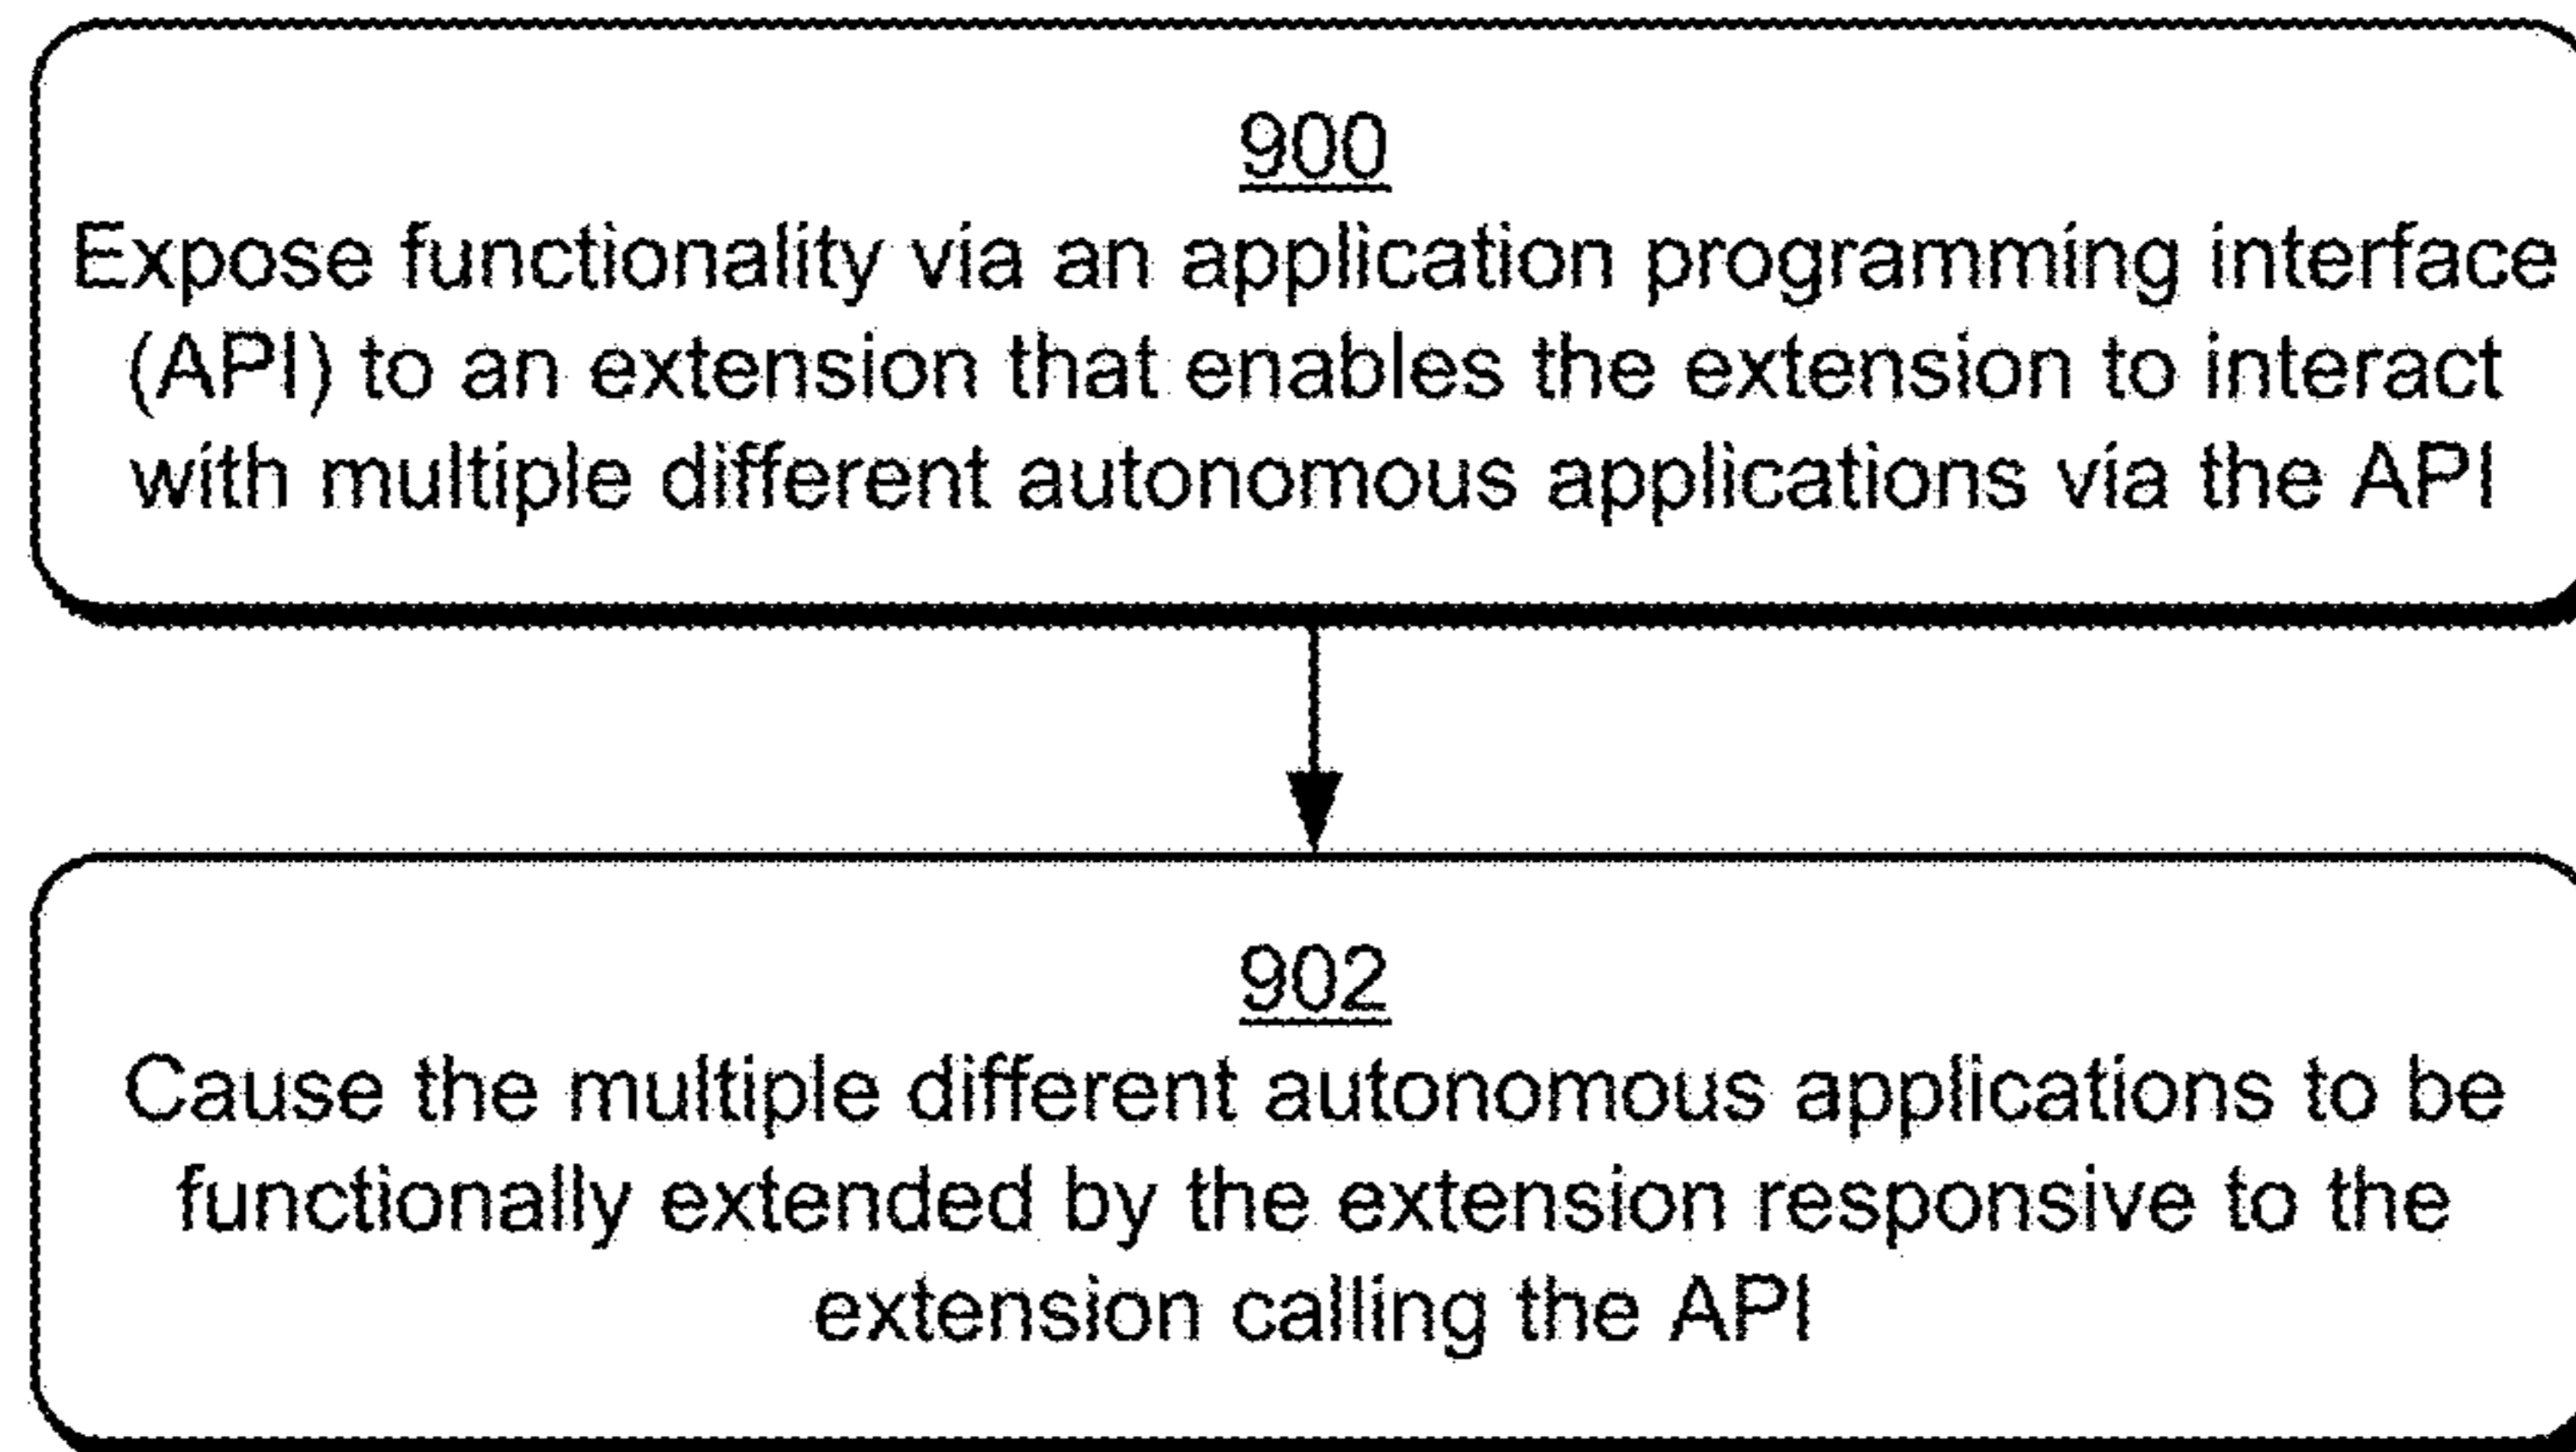 900
Expose functionality via an application programming interface
(API) to an extension that enables the extension to interact
with multiple different autonomous applications via the API
902
Cause the multiple different autonomous applications to be
functionally extended by the extension responsive to the
extension calling the API